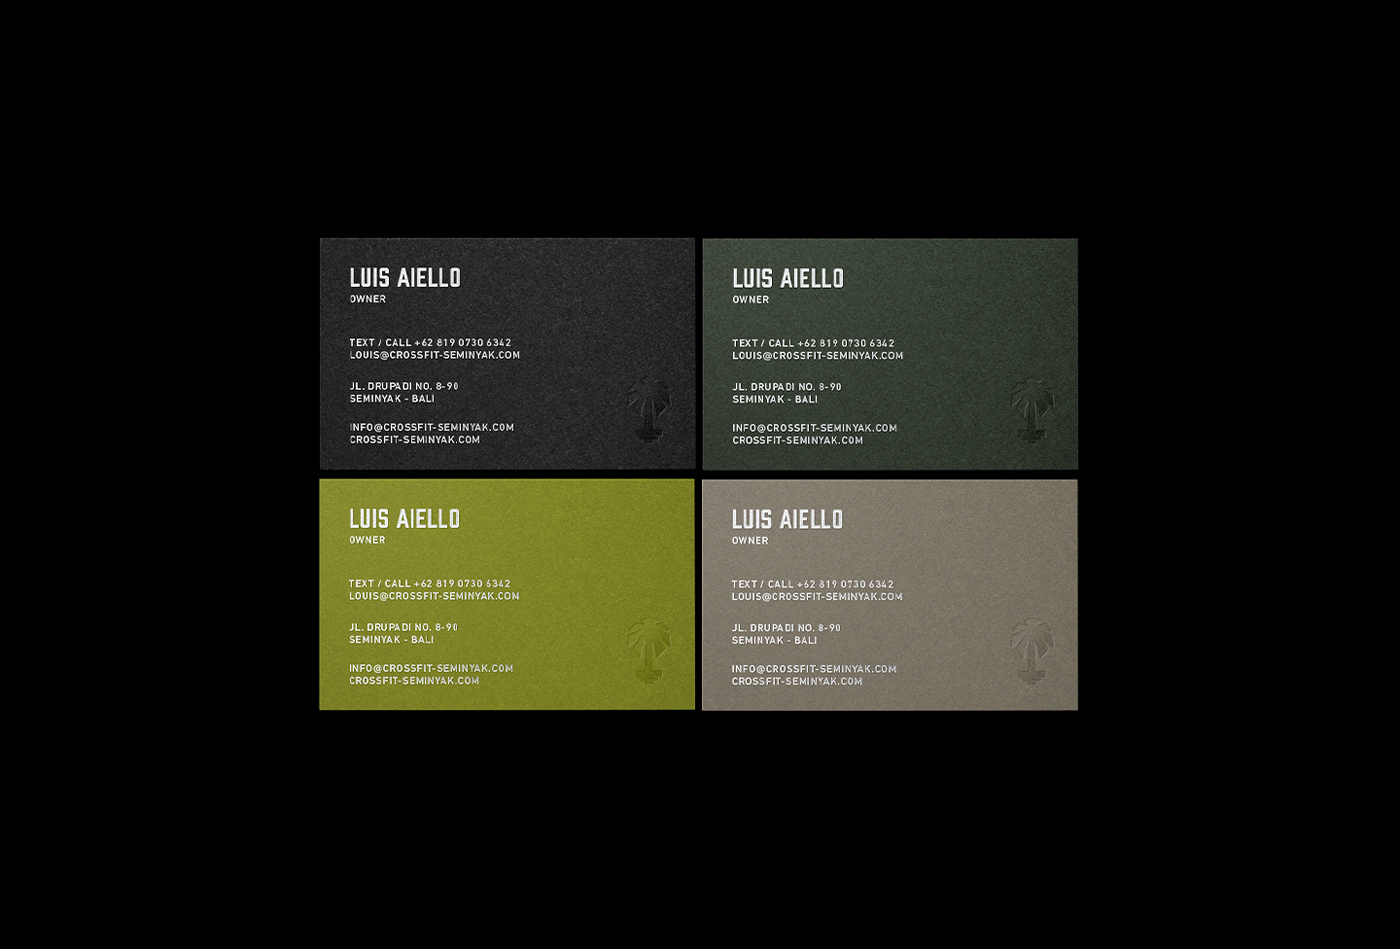 LUIS AIELLO
OWNER
TEXT / CALL +62 819 0730 6342
LOUIS@CROSSFIT-SEMINYAK.COM
JL. DRUPADI NO. 8-90
SEMINYAK - BALI
INFO@CROSSFIT-SEMINYAK.COM
CROSSFIT-SEMINYAK.COM
LUIS AIELLO
OWNER
TEXT / CALL +62 819 0730 6342
LOUIS@CROSSFIT-SEMINYAK.COM
JL. DRUPADI NO. 8-90
SEMINYAK - BALI
INFO@CROSSFIT-SEMINYAK.COM
CROSSFIT-SEMINYAK.COM
LUIS AIELLO
OWNER
TEXT / CALL +62 819 0730 6342
LOUIS@CROSSFIT-SEMINYAK.COM
JL. DRUPADI NO. 8-90
SEMINYAK - BALI
INFO@CROSSFIT-SEMINYAK.COM
CROSSFIT-SEMINYAK.COM
LUIS AIELLO
OWNER
TEXT / CALL +62 819 0730 6342
LOUIS@CROSSFIT-SEMINYAK.COM
JL. DRUPADI NO. 8-90
SEMINYAK - BALI
INFO@CROSSFIT-SEMINYAK.COM
CROSSFIT-SEMINYAK.COM